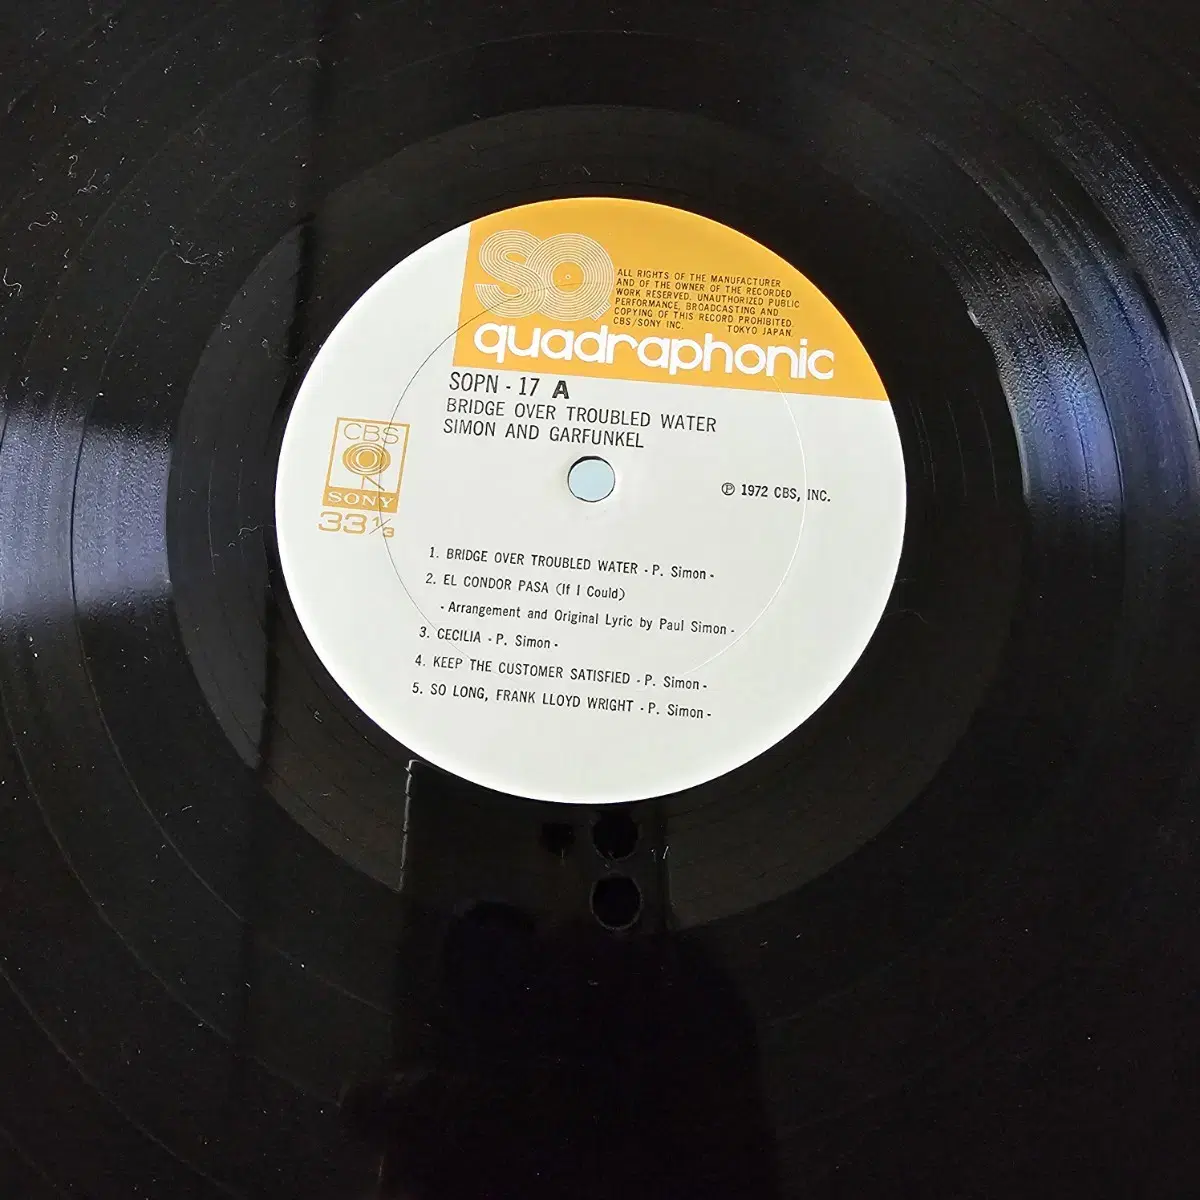 SQ
ALL RIGHTS OF THE MANUFACTURER
AND OF THE OWNER OF THE RECORDED
WORK RESERVED. UNAUTHORIZED PUBLIC
PERFORMANCE, BROADCASTING AND
COPYING OF THIS RECORD PROHIBITED.
CBS/SONY INC. TOKYO JAPAN.
quadraphonic
SOPN - 17 A
BRIDGE OVER TROUBLED WATER
SIMON AND GARFUNKEL
CBS
SONY
33 1/3
℗ 1972 CBS, INC.
1. BRIDGE OVER TROUBLED WATER - P. Simon -
2. EL CONDOR PASA (If I Could)
- Arrangement and Original Lyric by Paul Simon -
3. CECILIA - P. Simon -
4. KEEP THE CUSTOMER SATISFIED - P. Simon -
5. SO LONG, FRANK LLOYD WRIGHT - P. Simon -